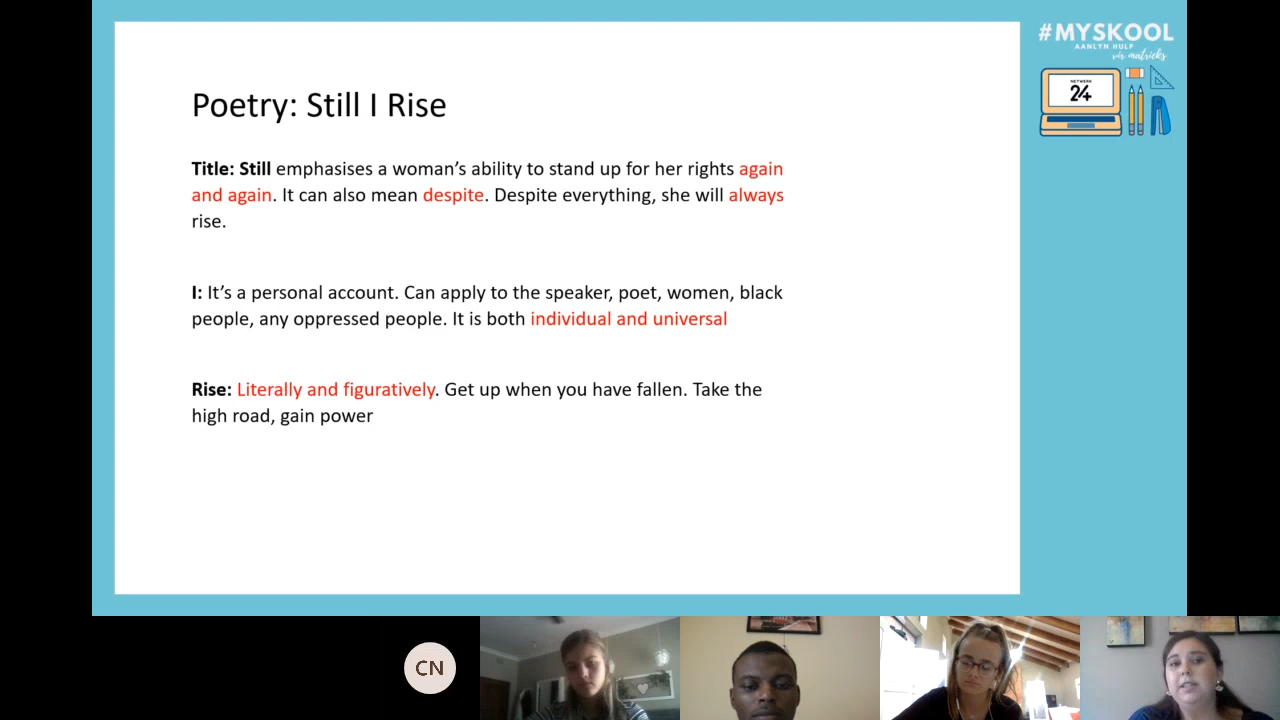 Poetry: Still I Rise
Title: Still emphasises a woman’s ability to stand up for her rights again
and again. It can also mean despite. Despite everything, she will always
rise.
I: It’s a personal account. Can apply to the speaker, poet, women, black
people, any oppressed people. It is both individual and universal
Rise: Literally and figuratively. Get up when you have fallen. Take the
high road, gain power
#MYSKOOL
AANLYN HULP
vir matrieks
NETWERK
24
CN